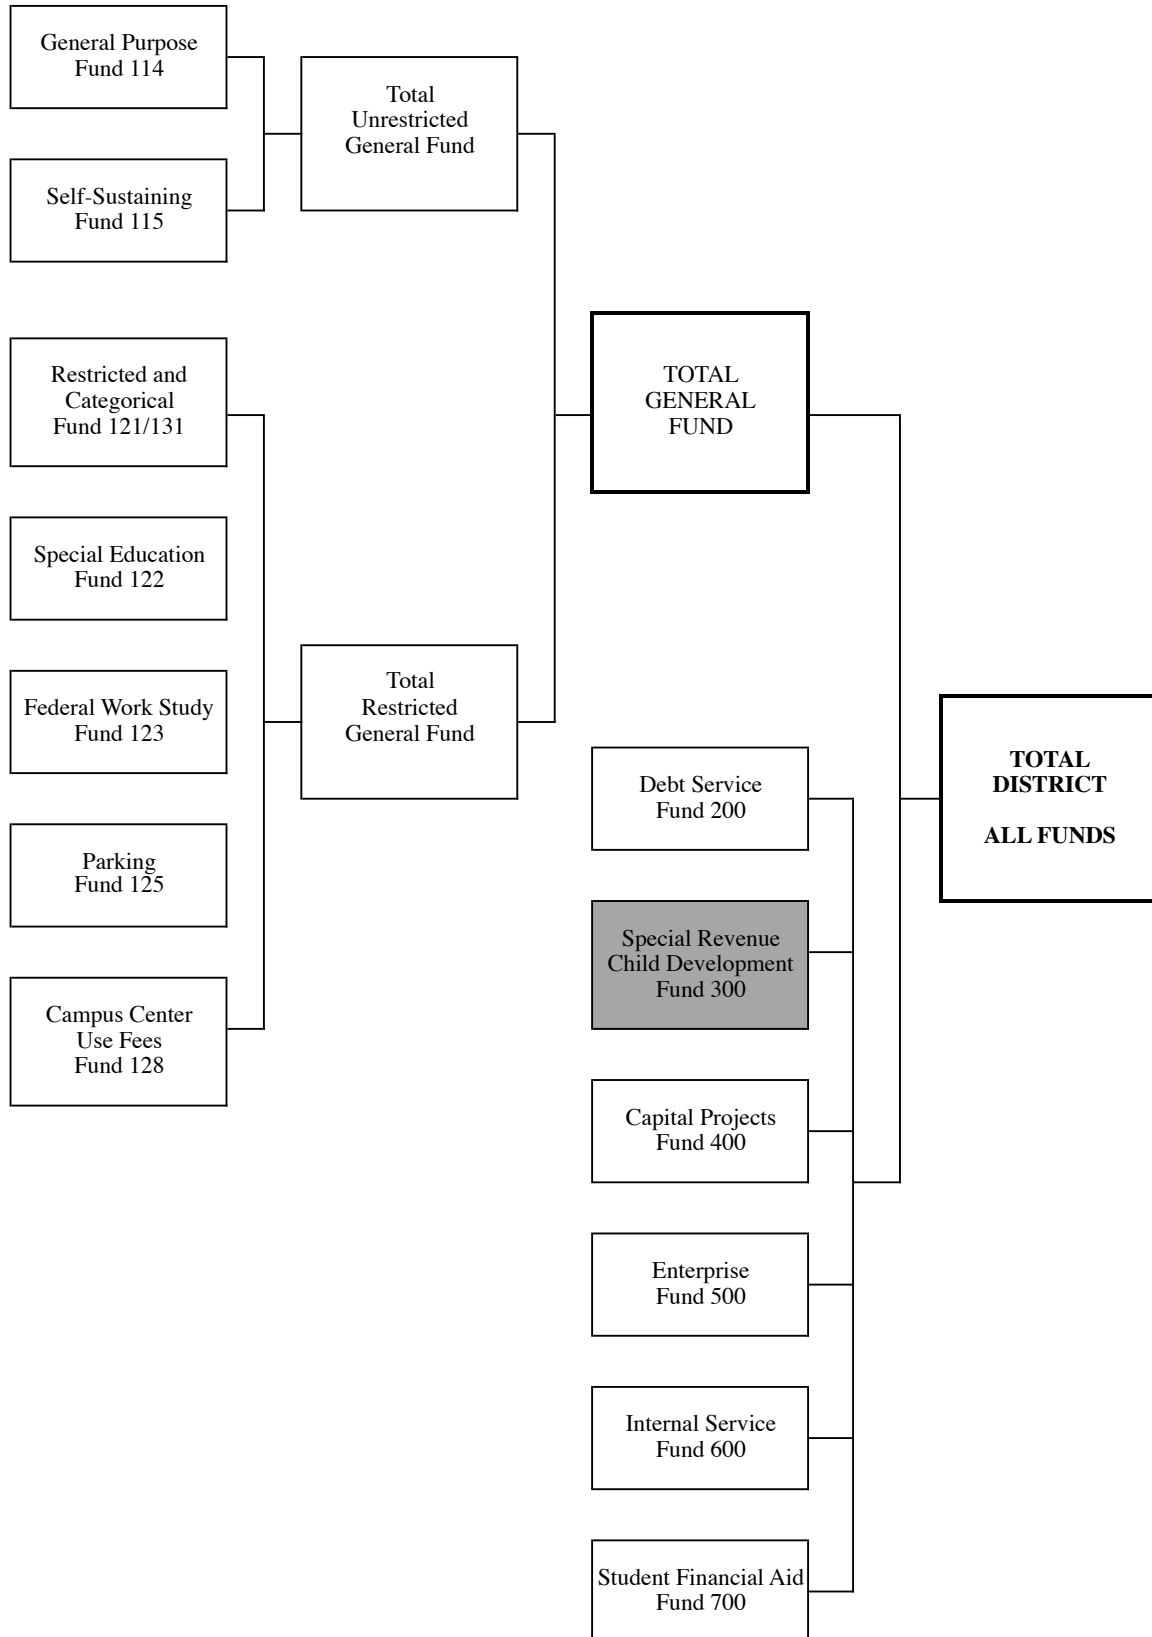 General Purpose
Fund 114
Self-Sustaining
Fund 115
Restricted and
Categorical
Fund 121/131
Special Education
Fund 122
Federal Work Study
Fund 123
Parking
Fund 125
Campus Center
Use Fees
Fund 128
Total
Unrestricted
General Fund
Total
Restricted
General Fund
TOTAL
GENERAL
FUND
Debt Service
Fund 200
Special Revenue
Child Development
Fund 300
Capital Projects
Fund 400
Enterprise
Fund 500
Internal Service
Fund 600
Student Financial Aid
Fund 700
TOTAL
DISTRICT
ALL FUNDS